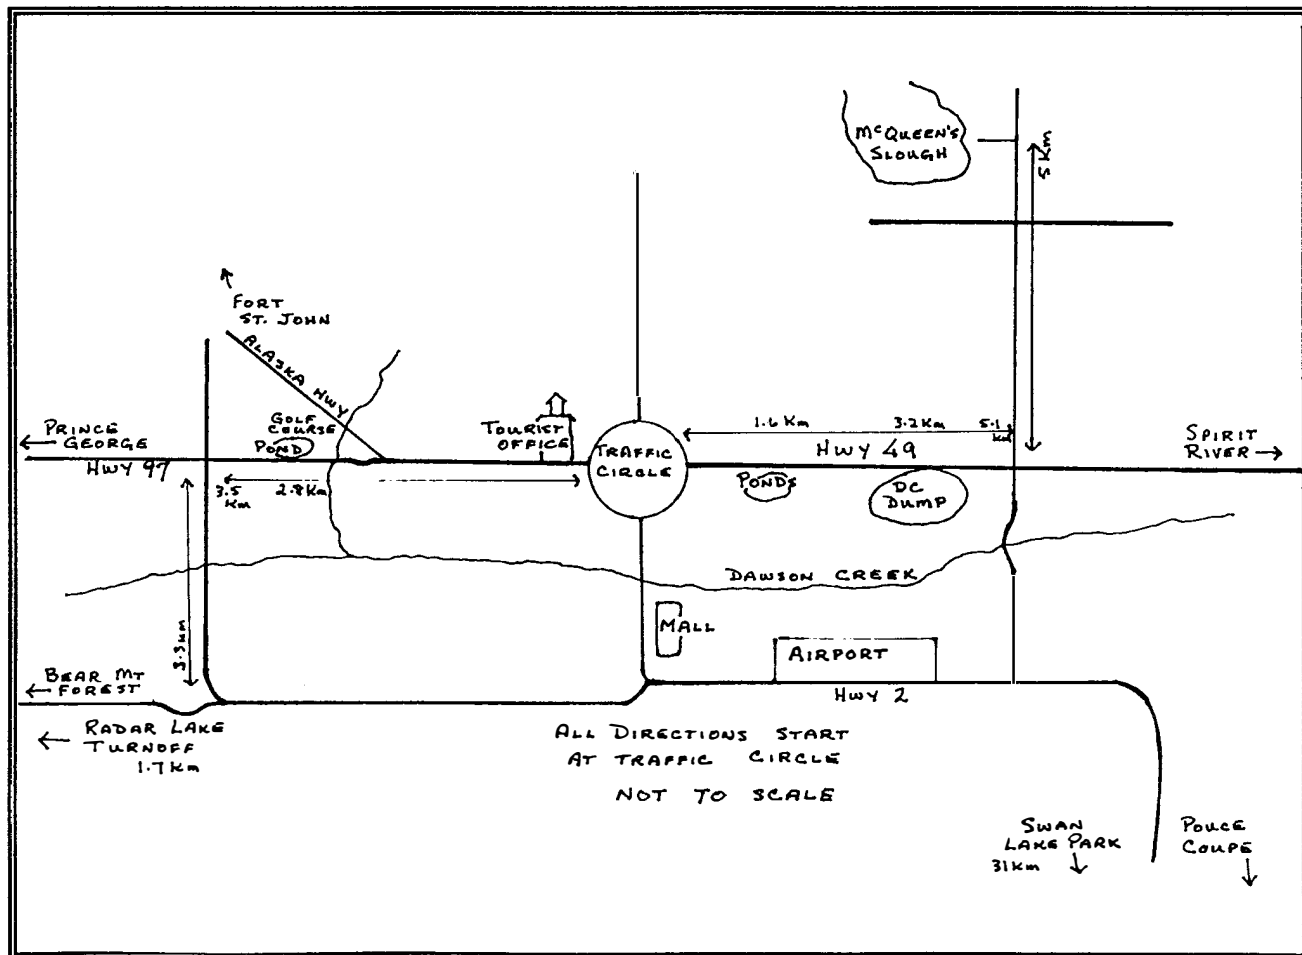 McQUEEN'S
SLOUGH
5 Km
FORT
ST. JOHN
ALASKA HWY
PRINCE
GEORGE
HWY 97
GOLF
COURSE
POND
TOURIST
OFFICE
TRAFFIC
CIRCLE
1.6 Km
3.2 Km
5.1
Km
HWY 49
SPIRIT
RIVER
3.5
Km
2.8 Km
PONDS
DC
DUMP
DAWSON CREEK
3.3 Km
MALL
AIRPORT
BEAR MT
FOREST
HWY 2
RADAR LAKE
TURNOFF
1.7 Km
ALL DIRECTIONS START
AT TRAFFIC CIRCLE
NOT TO SCALE
SWAN
LAKE PARK
31 Km
POUCE
COUPE